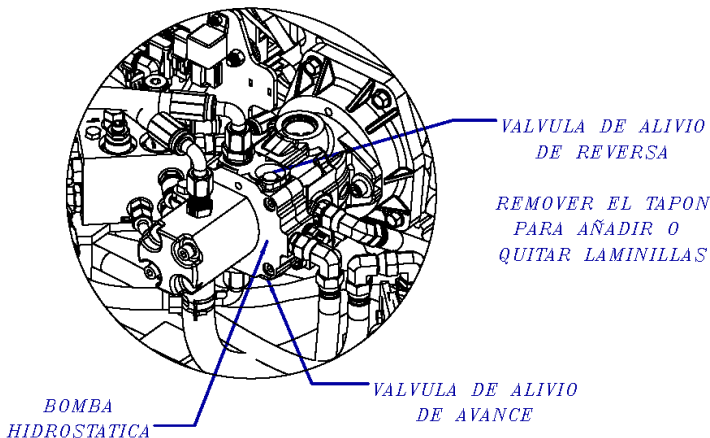 VALVULA DE ALIVIO
DE REVERSA
REMOVER EL TAPON
PARA AÑADIR O
QUITAR LAMINILLAS
VALVULA DE ALIVIO
DE AVANCE
BOMBA
HIDROSTATICA